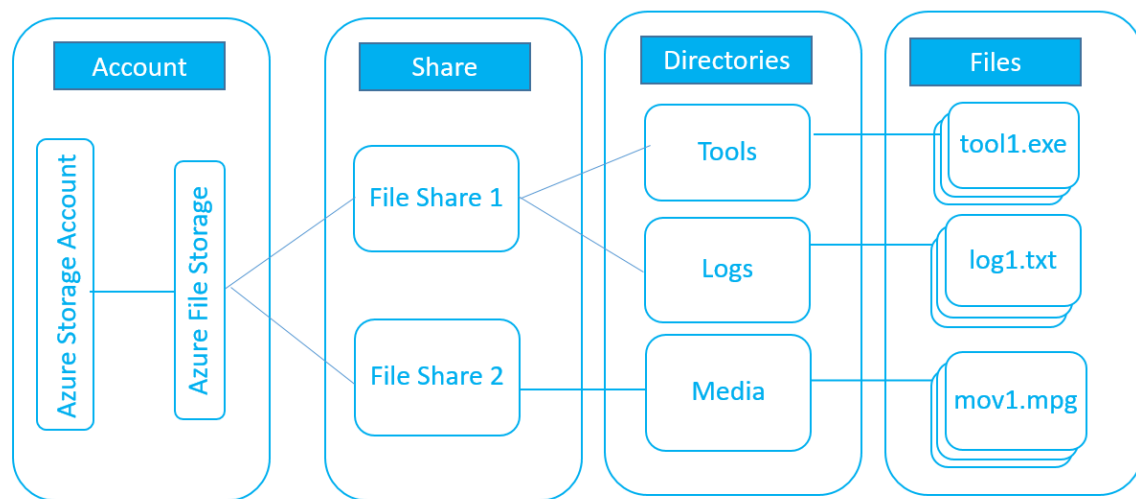 Account
Share
Directories
Files
Azure Storage Account
Azure File Storage
File Share 1
File Share 2
Tools
Logs
Media
tool1.exe
log1.txt
mov1.mpg